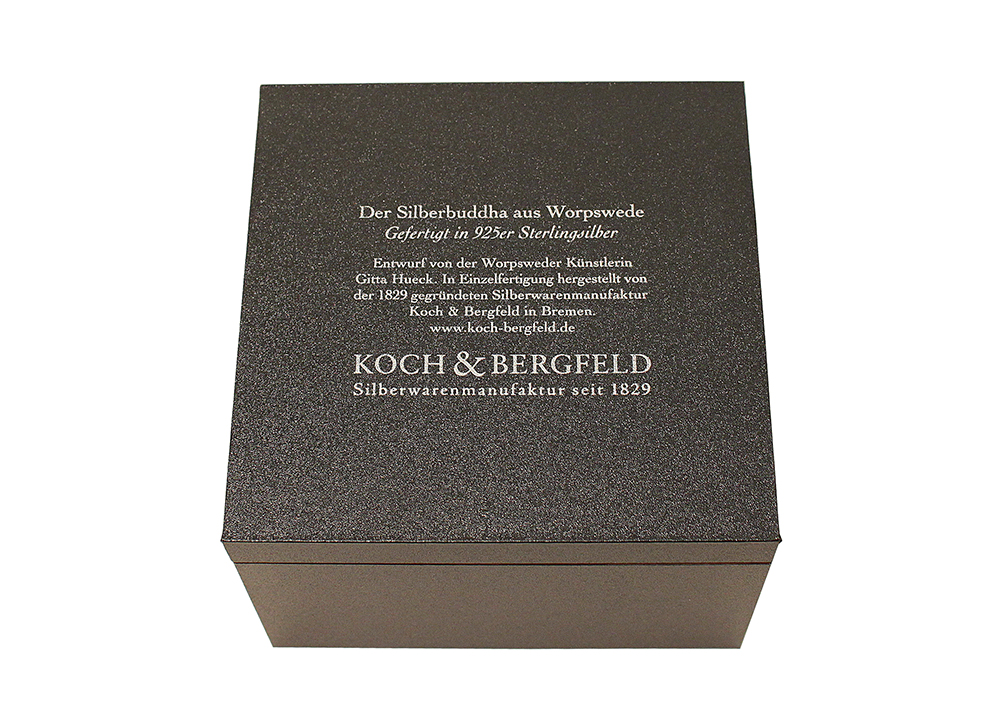 Der Silberbuddha aus Worpswede
Gefertigt in 925er Sterlingsilber
Entwurf von der Worpsweder Künstlerin
Gitta Hueck. In Einzelfertigung hergestellt von
der 1829 gegründeten Silberwarenmanufaktur
Koch & Bergfeld in Bremen.
www.koch-bergfeld.de
KOCH & BERGFELD
Silberwarenmanufaktur seit 1829